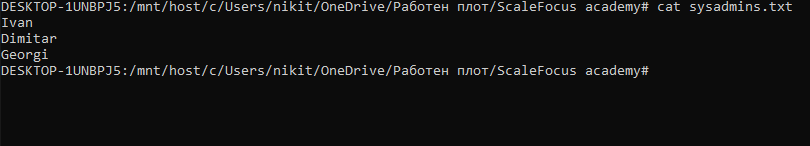 DESKTOP-1UNBPJ5:/mnt/host/c/Users/nikit/OneDrive/Работен плот/ScaleFocus academy# cat sysadmins.txt
Ivan
Dimitar
Georgi
DESKTOP-1UNBPJ5:/mnt/host/c/Users/nikit/OneDrive/Работен плот/ScaleFocus academy#